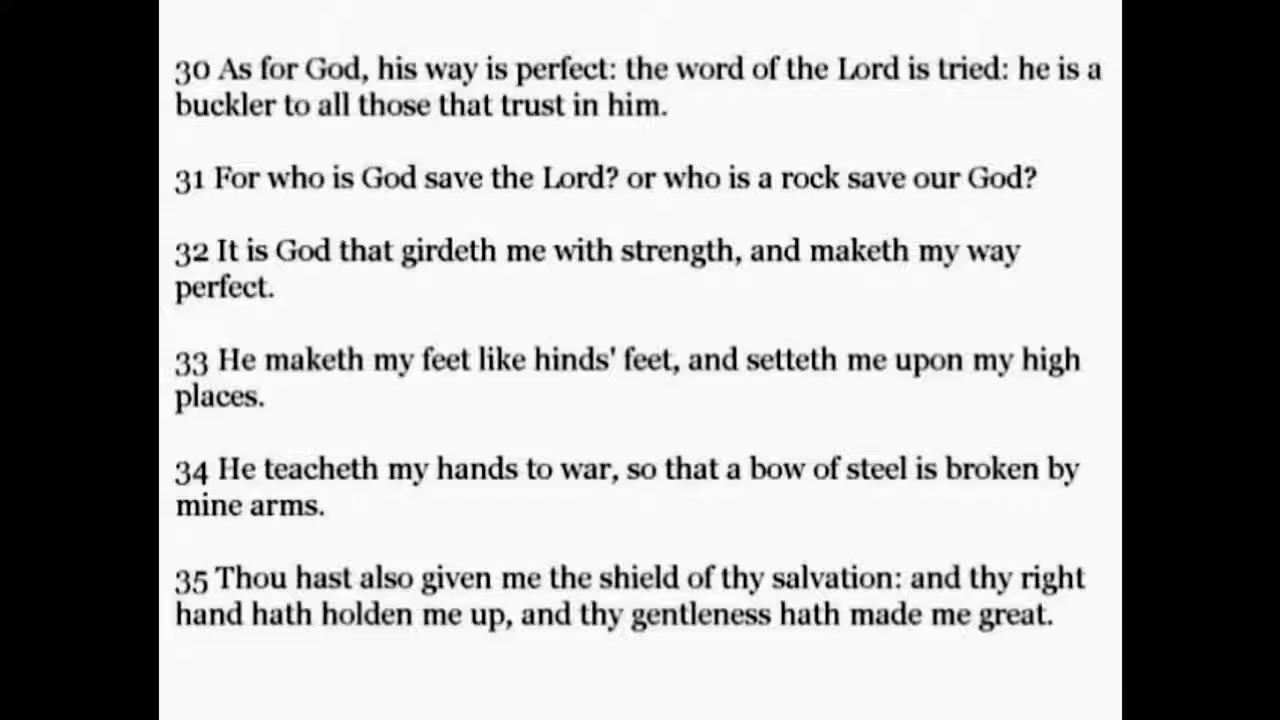 30 As for God, his way is perfect: the word of the Lord is tried: he is a
buckler to all those that trust in him.
31 For who is God save the Lord? or who is a rock save our God?
32 It is God that girdeth me with strength, and maketh my way
perfect.
33 He maketh my feet like hinds' feet, and setteth me upon my high
places.
34 He teacheth my hands to war, so that a bow of steel is broken by
mine arms.
35 Thou hast also given me the shield of thy salvation: and thy right
hand hath holden me up, and thy gentleness hath made me great.